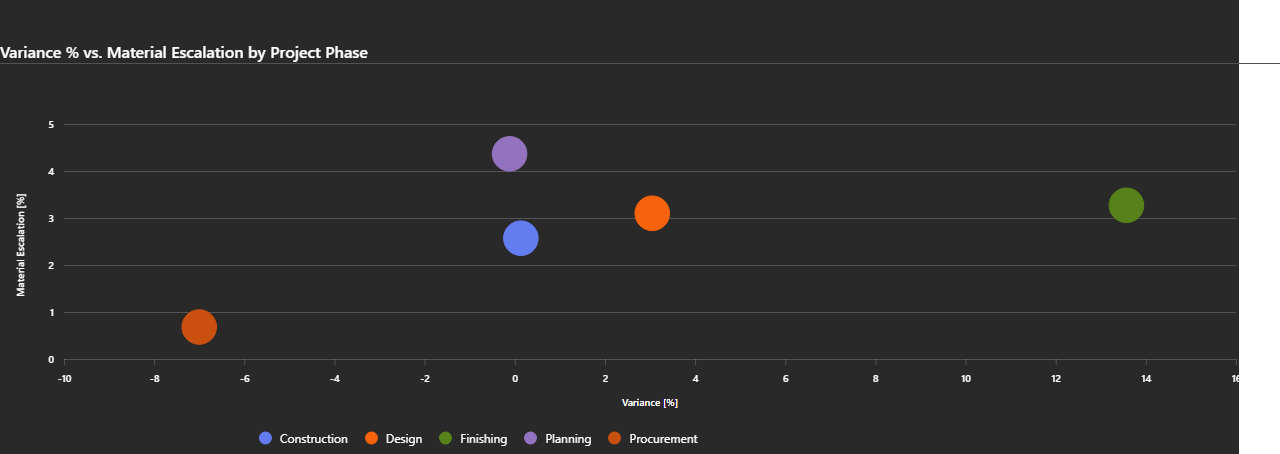 Variance % vs. Material Escalation by Project Phase
5
4
3
2
1
0
Material Escalation [%]
-10 -8 -6 -4 -2 0 2 4 6 8 10 12 14 16
Variance [%]
Construction Design Finishing Planning Procurement